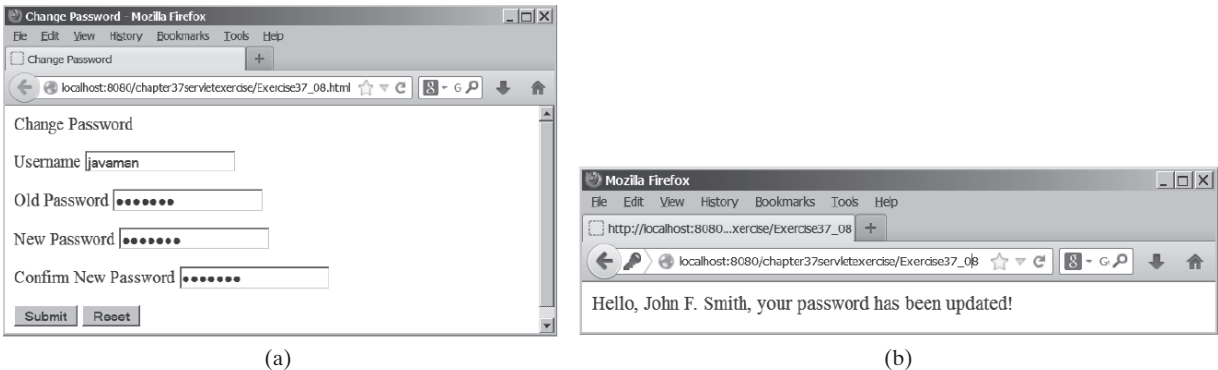 Change Password - Mozilla Firefox
File Edit View History Bookmarks Tools Help
Change Password +
localhost:8080/chapter37servletexercise/Exercise37_08.html 8 G
Change Password
Username javaman
Old Password •••••••
New Password •••••••
Confirm New Password •••••••
Submit Reset
(a)
Mozilla Firefox
File Edit View History Bookmarks Tools Help
http://localhost:8080...xercise/Exercise37_08 +
localhost:8080/chapter37servletexercise/Exercise37_08 8 G
Hello, John F. Smith, your password has been updated!
(b)